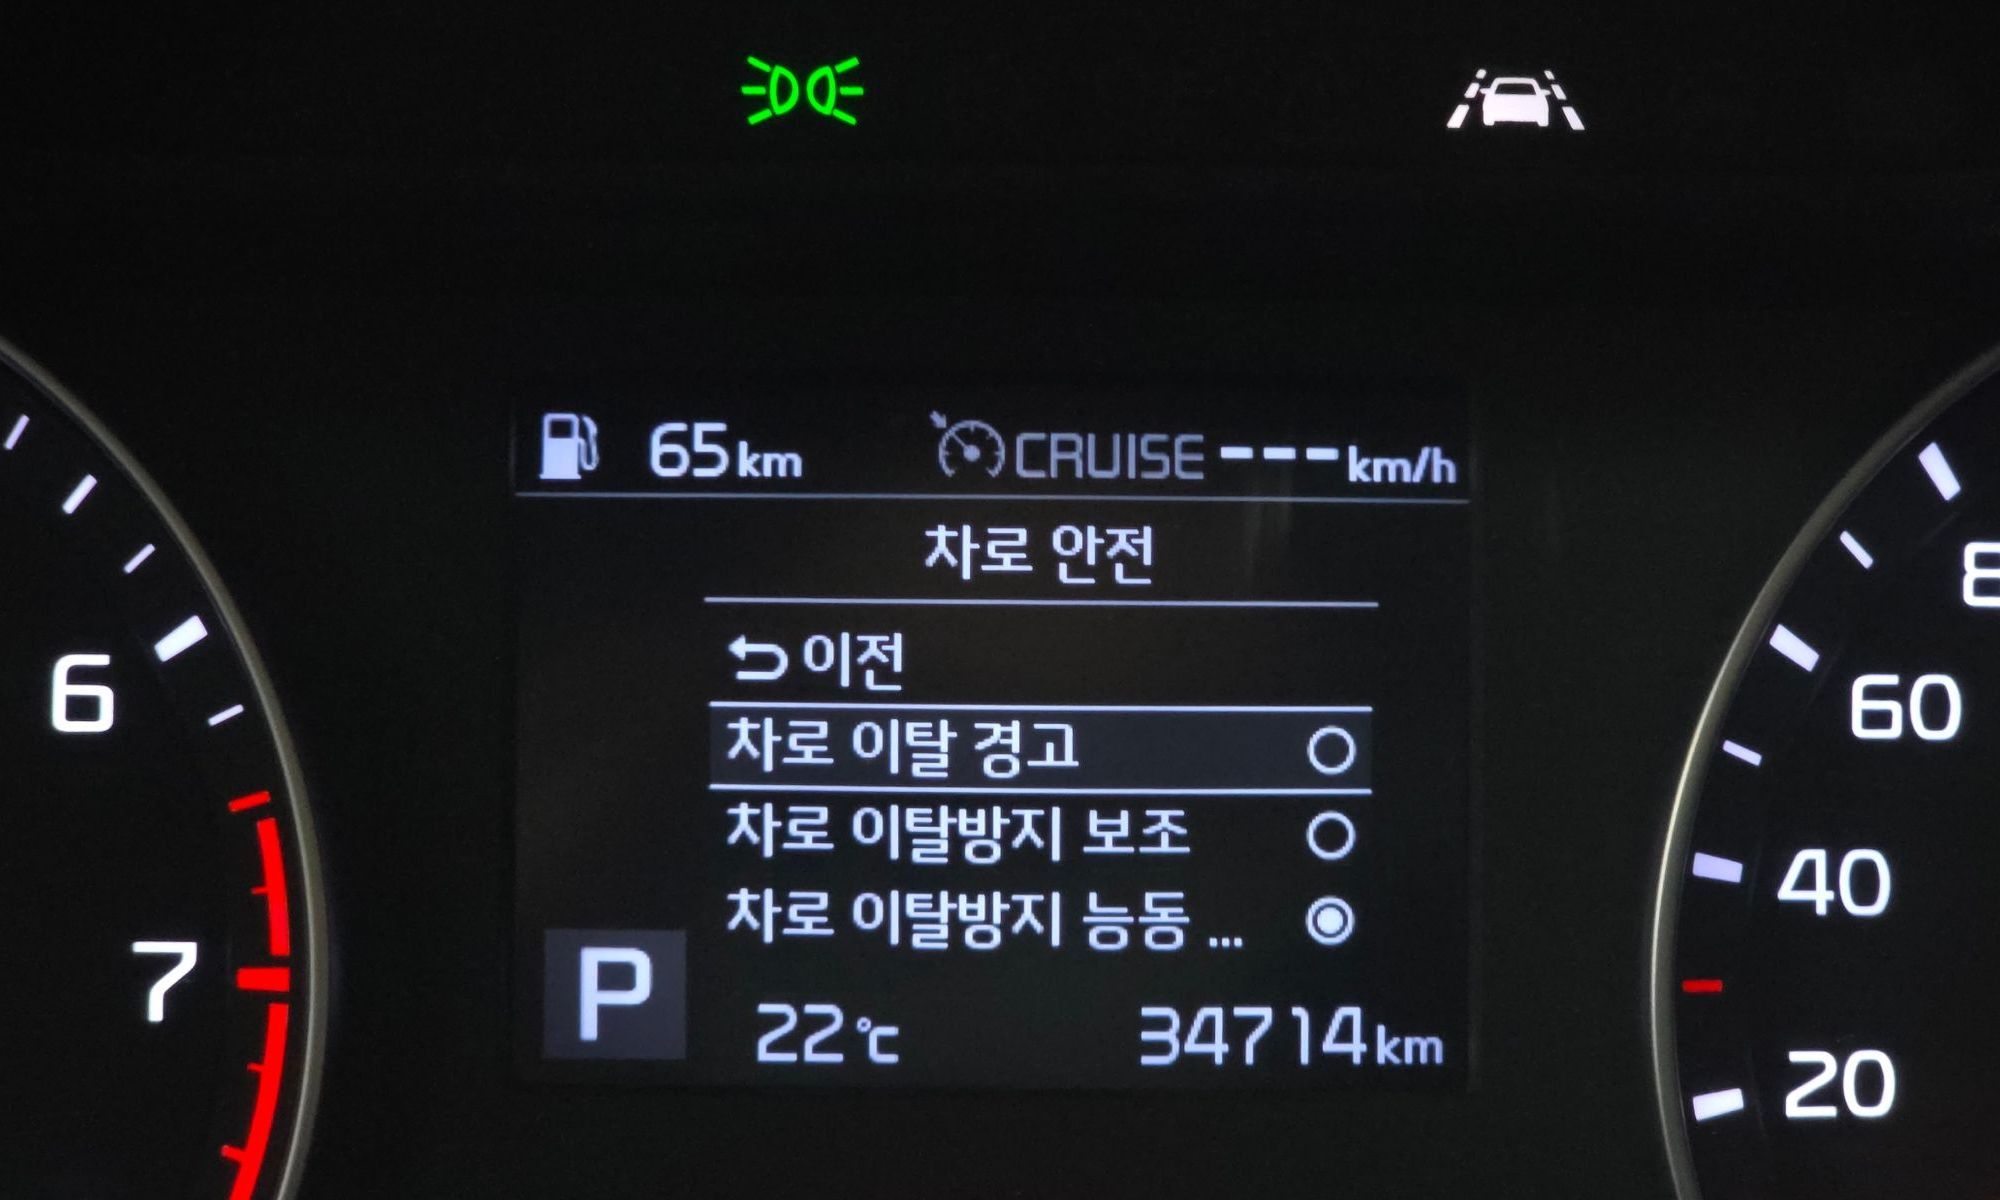 65km CRUISE ---km/h
차로 안전
이전
차로 이탈 경고
차로 이탈방지 보조
차로 이탈방지 능동 ...
P
22℃ 34714km
6
7
8
60
40
20